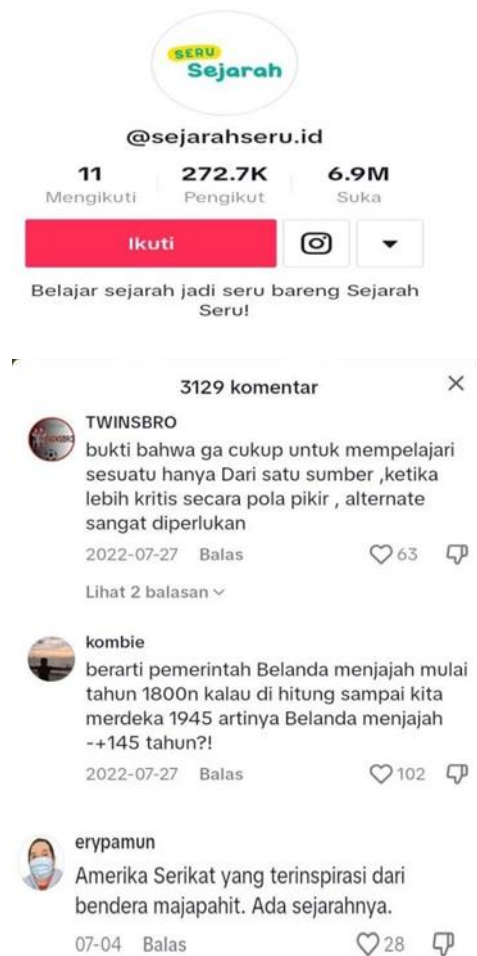 SERU
Sejarah
@sejarahseru.id
11 272.7K 6.9M
Mengikuti Pengikut Suka
Ikuti
Belajar sejarah jadi seru bareng Sejarah
Seru!
3129 komentar
TWINSBRO
bukti bahwa ga cukup untuk mempelajari
sesuatu hanya Dari satu sumber ,ketika
lebih kritis secara pola pikir , alternate
sangat diperlukan
2022-07-27 Balas 63
Lihat 2 balasan
kombie
berarti pemerintah Belanda menjajah mulai
tahun 1800n kalau di hitung sampai kita
merdeka 1945 artinya Belanda menjajah
-+145 tahun?!
2022-07-27 Balas 102
erypamun
Amerika Serikat yang terinspirasi dari
bendera majapahit. Ada sejarahnya.
07-04 Balas 28